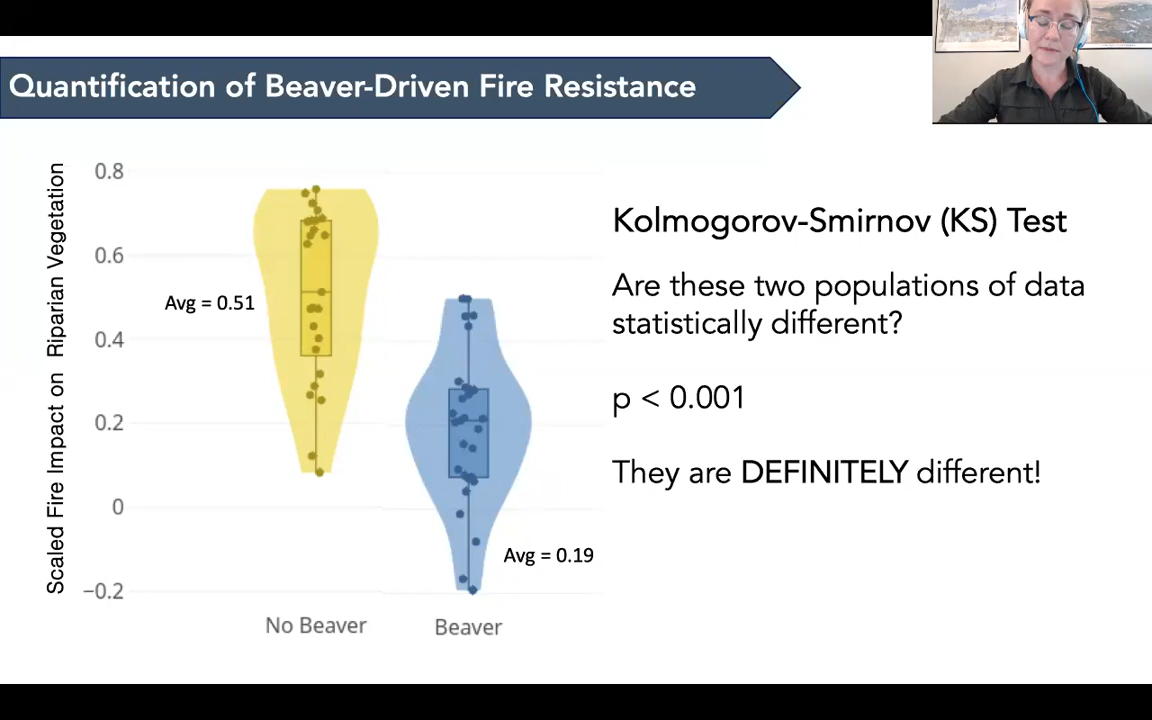 Quantification of Beaver-Driven Fire Resistance
Scaled Fire Impact on Riparian Vegetation
0.8
0.6
0.4
0.2
0
−0.2
Avg = 0.51
Avg = 0.19
No Beaver
Beaver
Kolmogorov-Smirnov (KS) Test
Are these two populations of data
statistically different?
p < 0.001
They are DEFINITELY different!